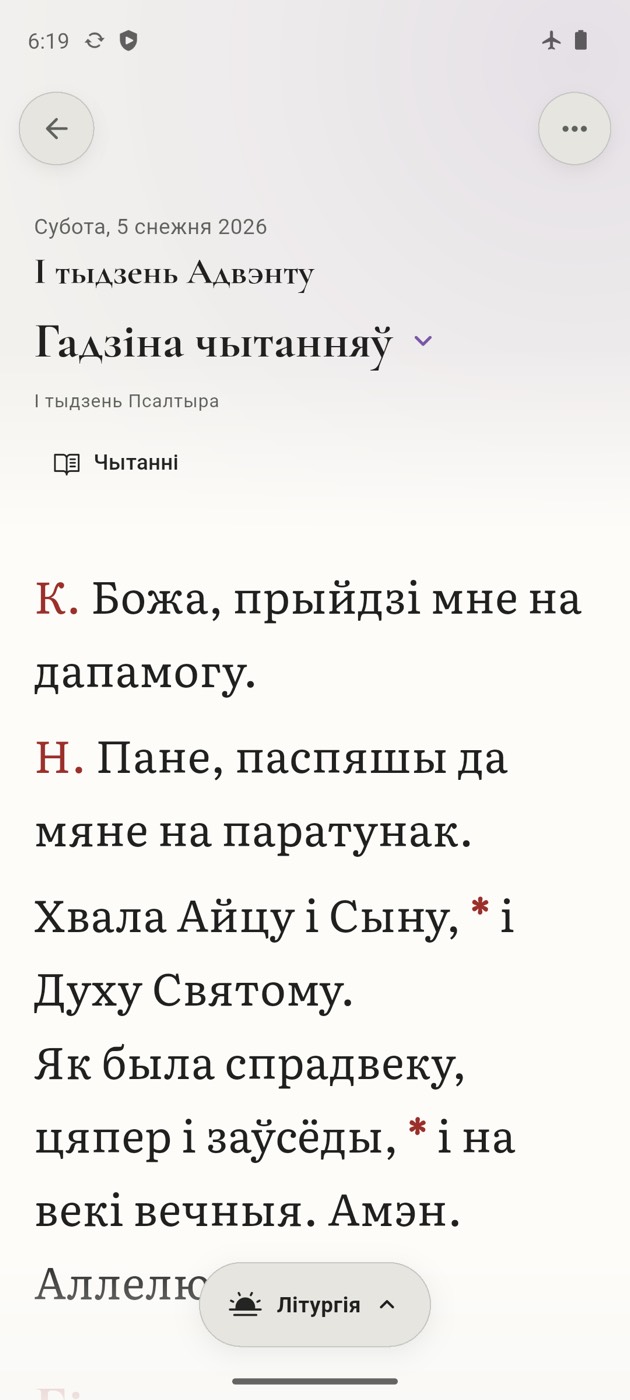 6:19
Субота, 5 снежня 2026
I тыдзень Адвэнту
Гадзіна чытанняў
I тыдзень Псалтыра
Чытанні
К. Божа, прыйдзі мне на
дапамогу.
Н. Пане, паспяшы да
мяне на паратунак.
Хвала Айцу і Сыну, * і
Духу Святому.
Як была спрадвеку,
цяпер і заўсёды, * і на
векі вечныя. Амэн.
Літургія